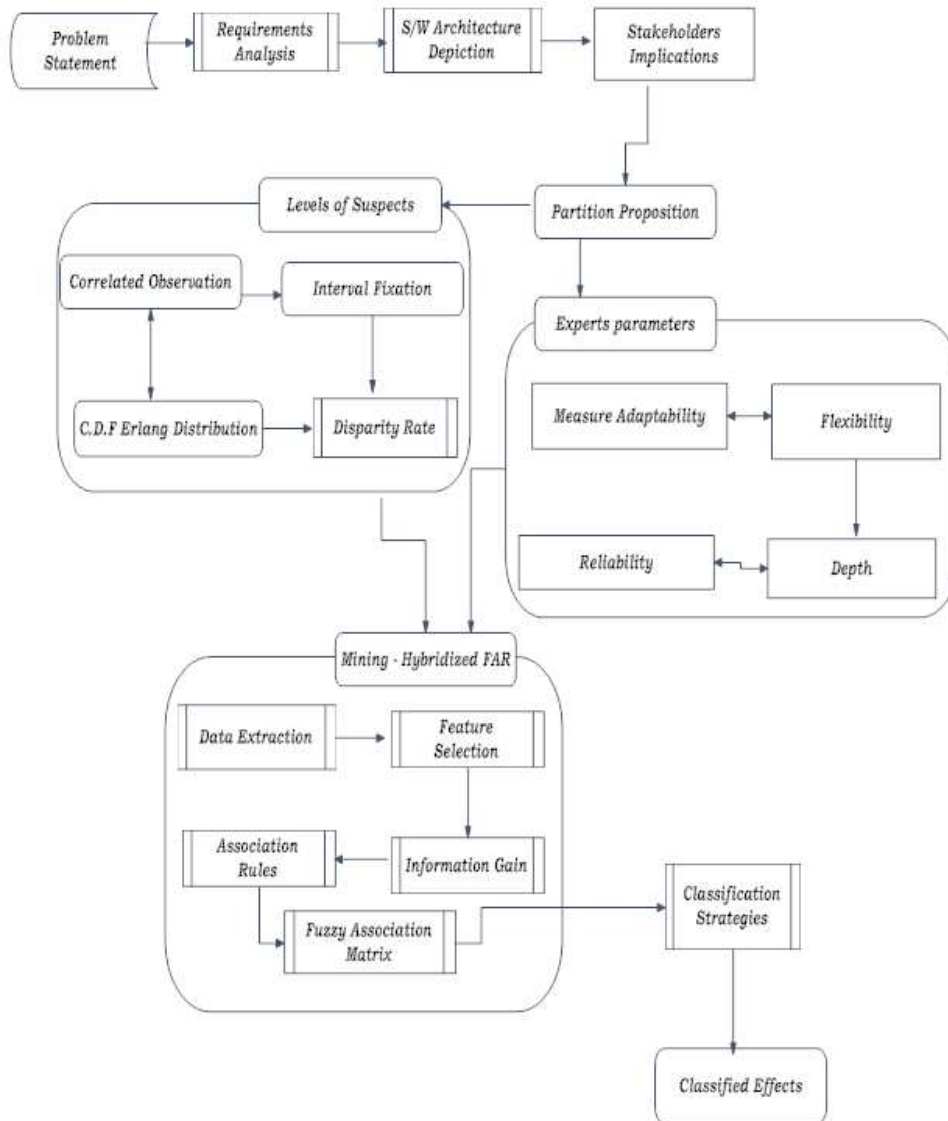 Problem
Statement
Requirements
Analysis
S/W Architecture
Depiction
Stakeholders
Implications
Levels of Suspects
Partition Proposition
Correlated Observation
Interval Fixation
C.D.F Erlang Distribution
Disparity Rate
Experts parameters
Measure Adaptability
Flexibility
Reliability
Depth
Mining - Hybridized FAR
Data Extraction
Feature
Selection
Association
Rules
Information Gain
Fuzzy Association
Matrix
Classification
Strategies
Classified Effects